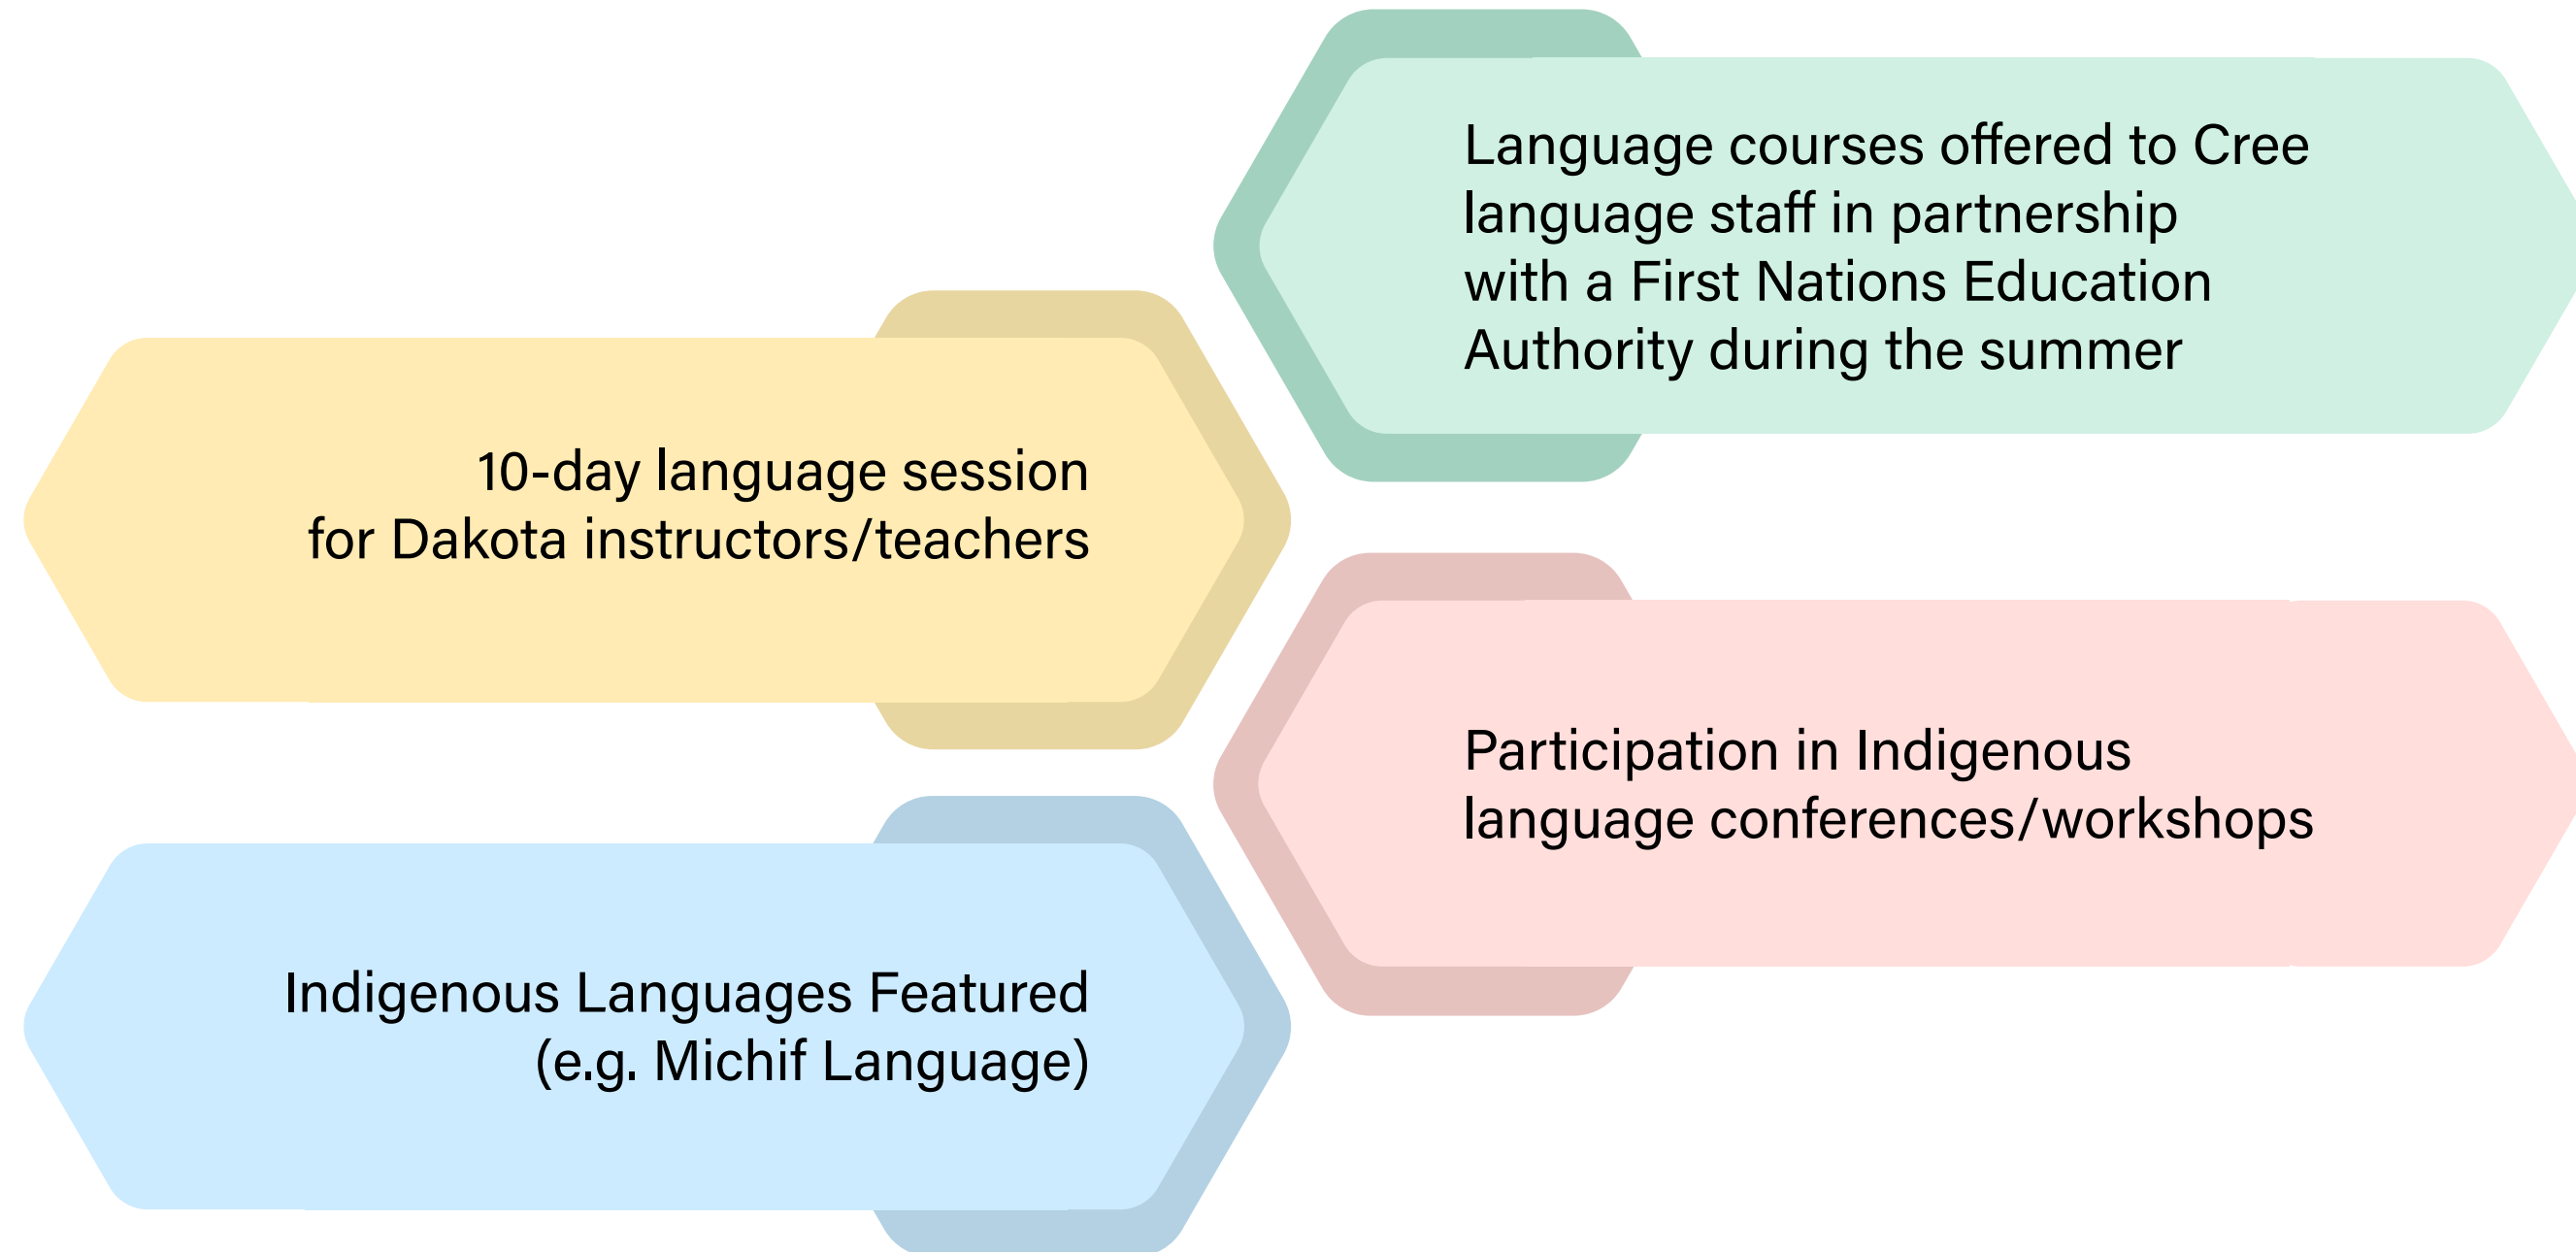 Language courses offered to Cree
language staff in partnership
with a First Nations Education
Authority during the summer
10-day language session
for Dakota instructors/teachers
Participation in Indigenous
language conferences/workshops
Indigenous Languages Featured
(e.g. Michif Language)